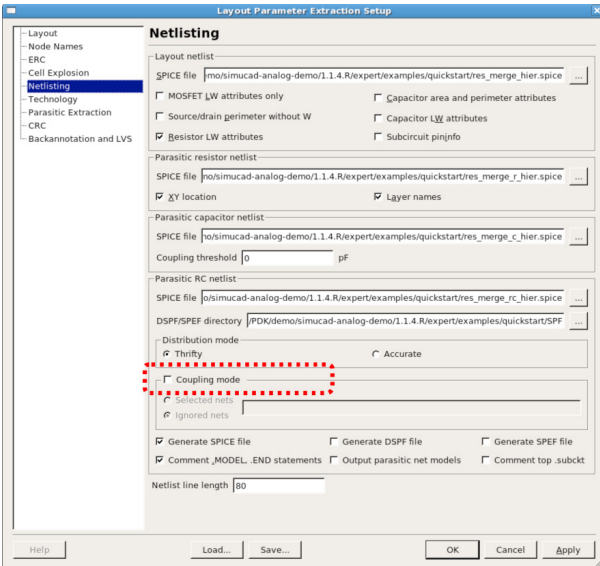 Layout Parameter Extraction Setup
Layout
Node Names
ERC
Cell Explosion
Netlisting
Technology
Parasitic Extraction
CRC
Backannotation and LVS
Netlisting
Layout netlist
SPICE file mo/simucad-analog-demo/1.1.4.R/expert/examples/quickstart/res_merge_hier.spice ...
MOSFET LW attributes only Capacitor area and perimeter attributes
Source/drain perimeter without W Capacitor LW attributes
Resistor LW attributes Subcircuit pininfo
Parasitic resistor netlist
SPICE file no/simucad-analog-demo/1.1.4.R/expert/examples/quickstart/res_merge_r_hier.spice ...
XY location Layer names
Parasitic capacitor netlist
SPICE file no/simucad-analog-demo/1.1.4.R/expert/examples/quickstart/res_merge_c_hier.spice ...
Coupling threshold 0 pF
Parasitic RC netlist
SPICE file o/simucad-analog-demo/1.1.4.R/expert/examples/quickstart/res_merge_rc_hier.spice ...
DSPF/SPEF directory /PDK/demo/simucad-analog-demo/1.1.4.R/expert/examples/quickstart/SPF ...
Distribution mode
Thrifty Accurate
Coupling mode
Selected nets
Ignored nets
Generate SPICE file Generate DSPF file Generate SPEF file
Comment .MODEL, .END statements Output parasitic net models Comment top .subckt
Netlist line length 80
Help Load... Save... OK Cancel Apply